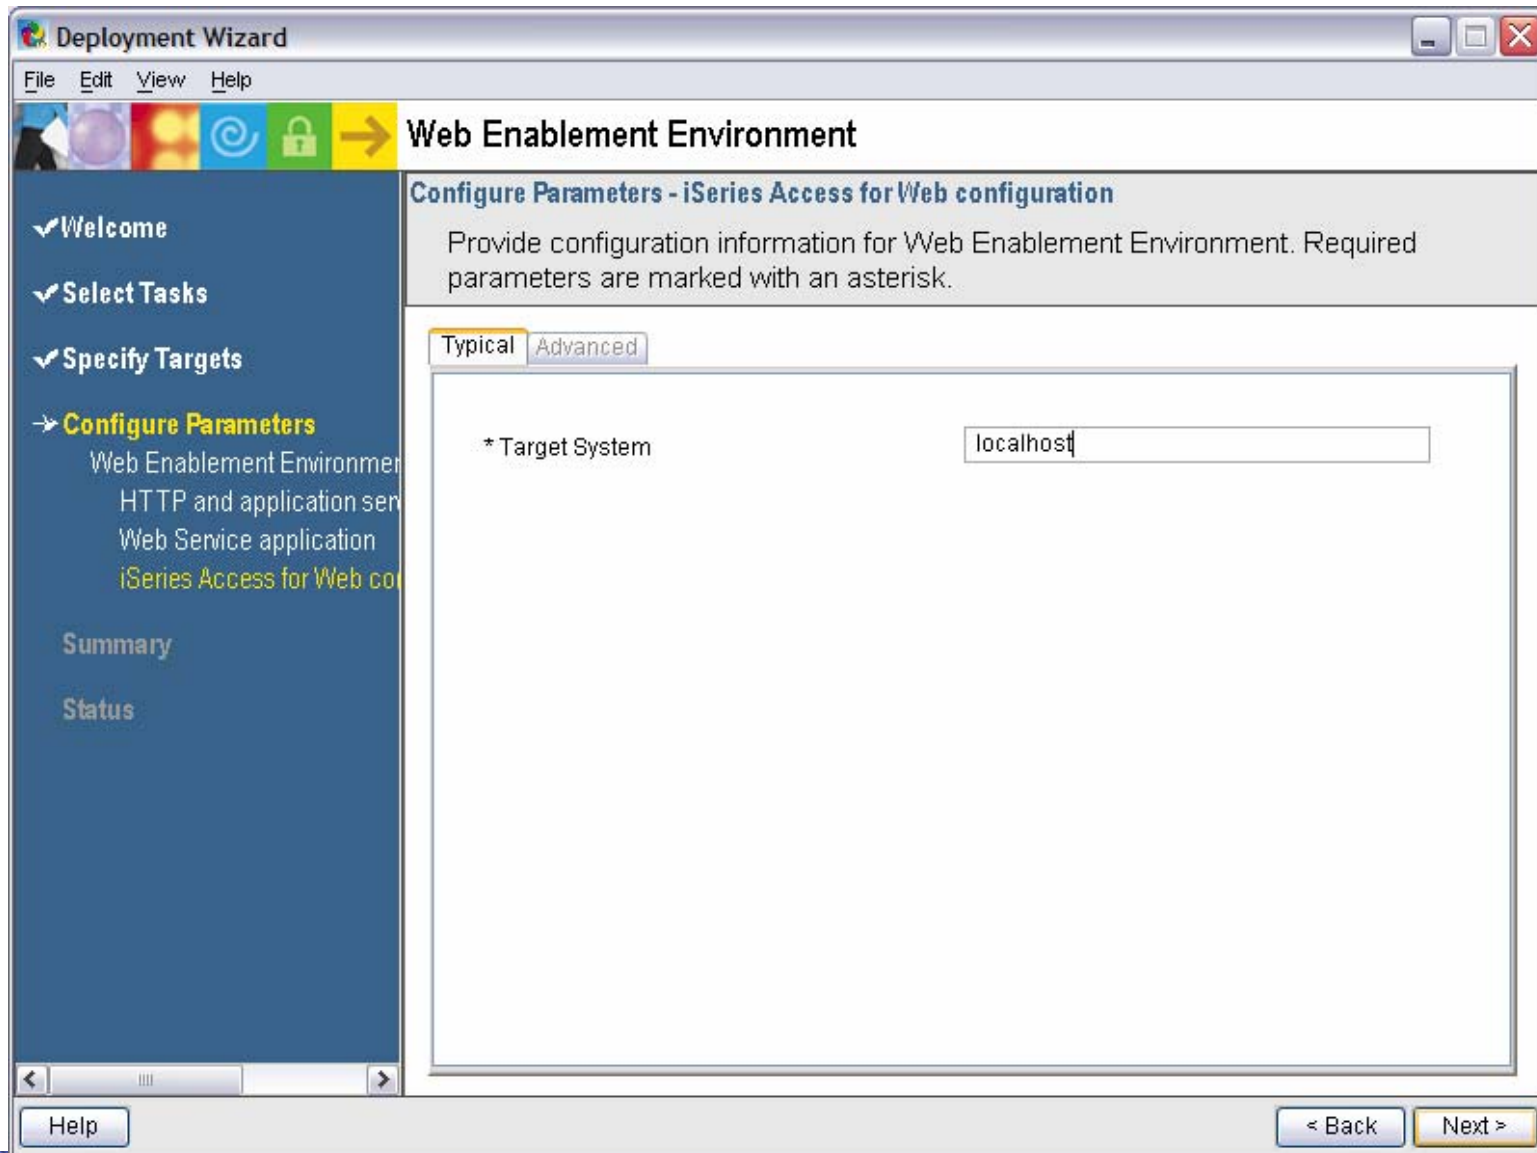 Deployment Wizard
File Edit View Help
Web Enablement Environment
Configure Parameters - iSeries Access for Web configuration
Provide configuration information for Web Enablement Environment. Required
parameters are marked with an asterisk.
Welcome
Select Tasks
Specify Targets
Configure Parameters
Web Enablement Environmen
HTTP and application serv
Web Service application
iSeries Access for Web con
Summary
Status
Typical Advanced
* Target System localhost
Help < Back Next >